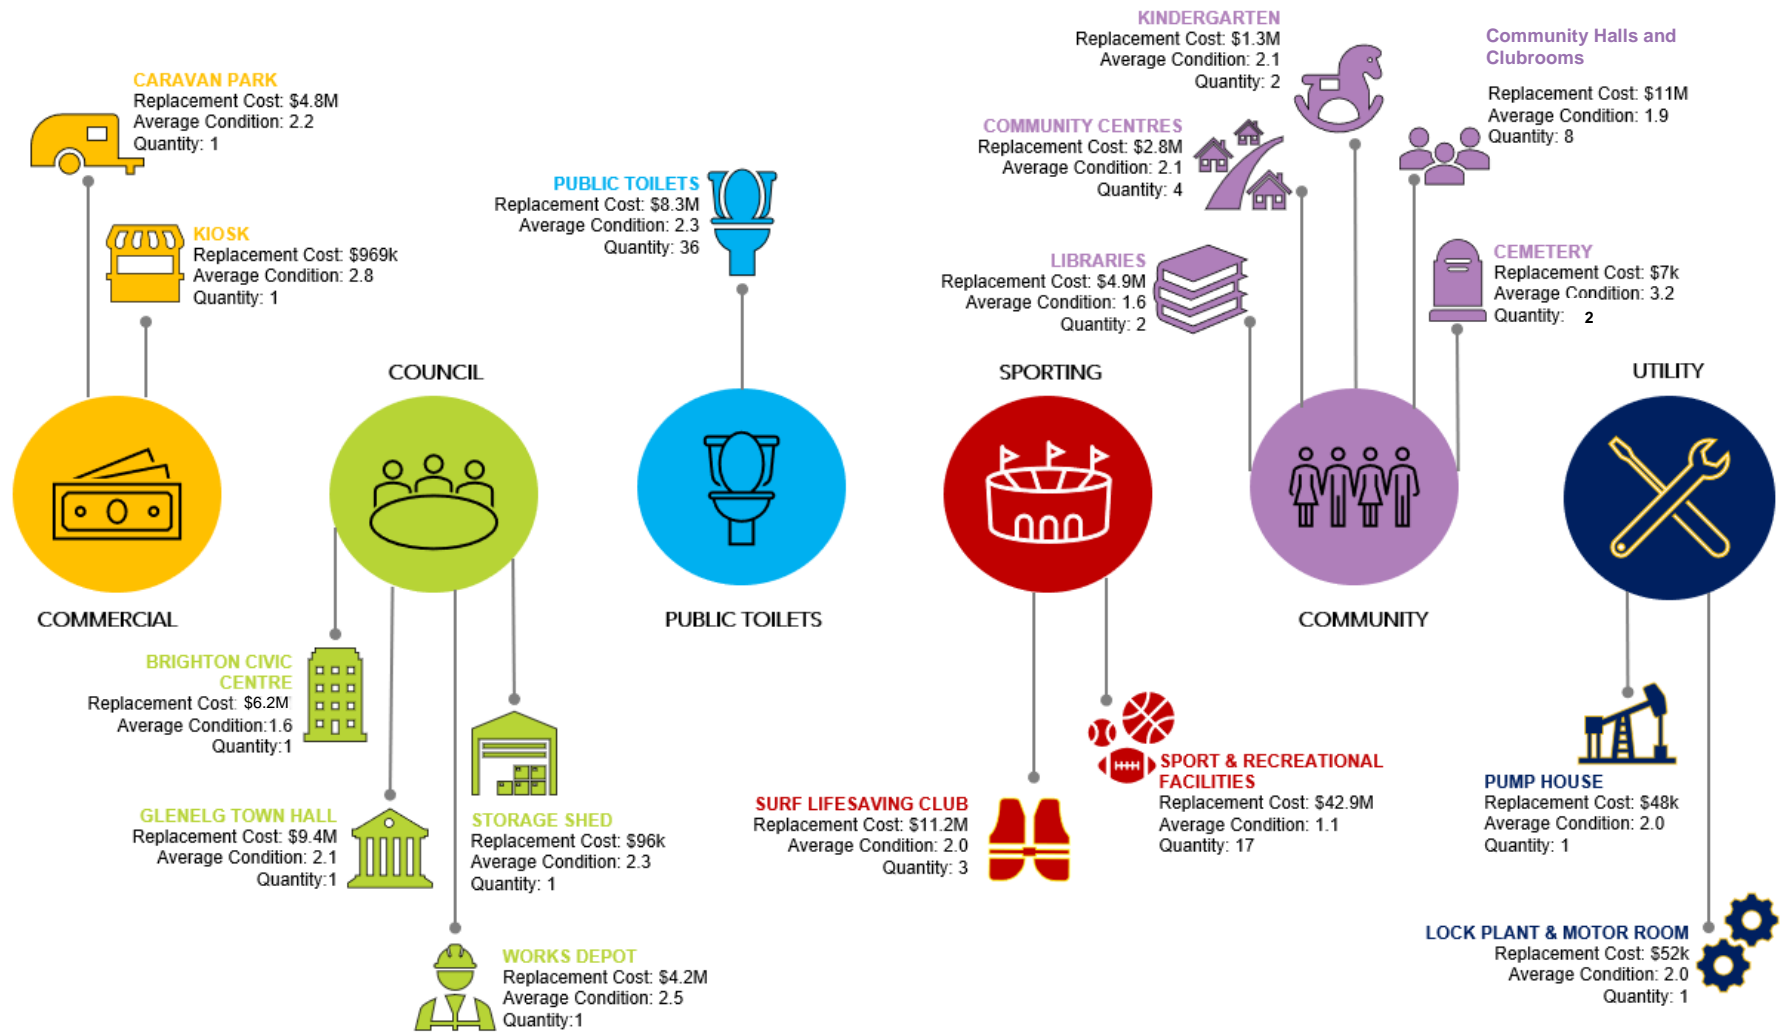 CARAVAN PARK
Replacement Cost: $4.8M
Average Condition: 2.2
Quantity: 1
KIOSK
Replacement Cost: $969k
Average Condition: 2.8
Quantity: 1
COMMERCIAL
COUNCIL
BRIGHTON CIVIC
CENTRE
Replacement Cost: $6.2M
Average Condition:1.6
Quantity:1
GLENELG TOWN HALL
Replacement Cost: $9.4M
Average Condition: 2.1
Quantity:1
STORAGE SHED
Replacement Cost: $96k
Average Condition: 2.3
Quantity: 1
WORKS DEPOT
Replacement Cost: $4.2M
Average Condition: 2.5
Quantity:1
PUBLIC TOILETS
Replacement Cost: $8.3M
Average Condition: 2.3
Quantity: 36
PUBLIC TOILETS
SPORTING
SURF LIFESAVING CLUB
Replacement Cost: $11.2M
Average Condition: 2.0
Quantity: 3
SPORT & RECREATIONAL
FACILITIES
Replacement Cost: $42.9M
Average Condition: 1.1
Quantity: 17
KINDERGARTEN
Replacement Cost: $1.3M
Average Condition: 2.1
Quantity: 2
COMMUNITY CENTRES
Replacement Cost: $2.8M
Average Condition: 2.1
Quantity: 4
LIBRARIES
Replacement Cost: $4.9M
Average Condition: 1.6
Quantity: 2
Community Halls and
Clubrooms
Replacement Cost: $11M
Average Condition: 1.9
Quantity: 8
CEMETERY
Replacement Cost: $7k
Average Condition: 3.2
Quantity: 2
COMMUNITY
UTILITY
PUMP HOUSE
Replacement Cost: $48k
Average Condition: 2.0
Quantity: 1
LOCK PLANT & MOTOR ROOM
Replacement Cost: $52k
Average Condition: 2.0
Quantity: 1